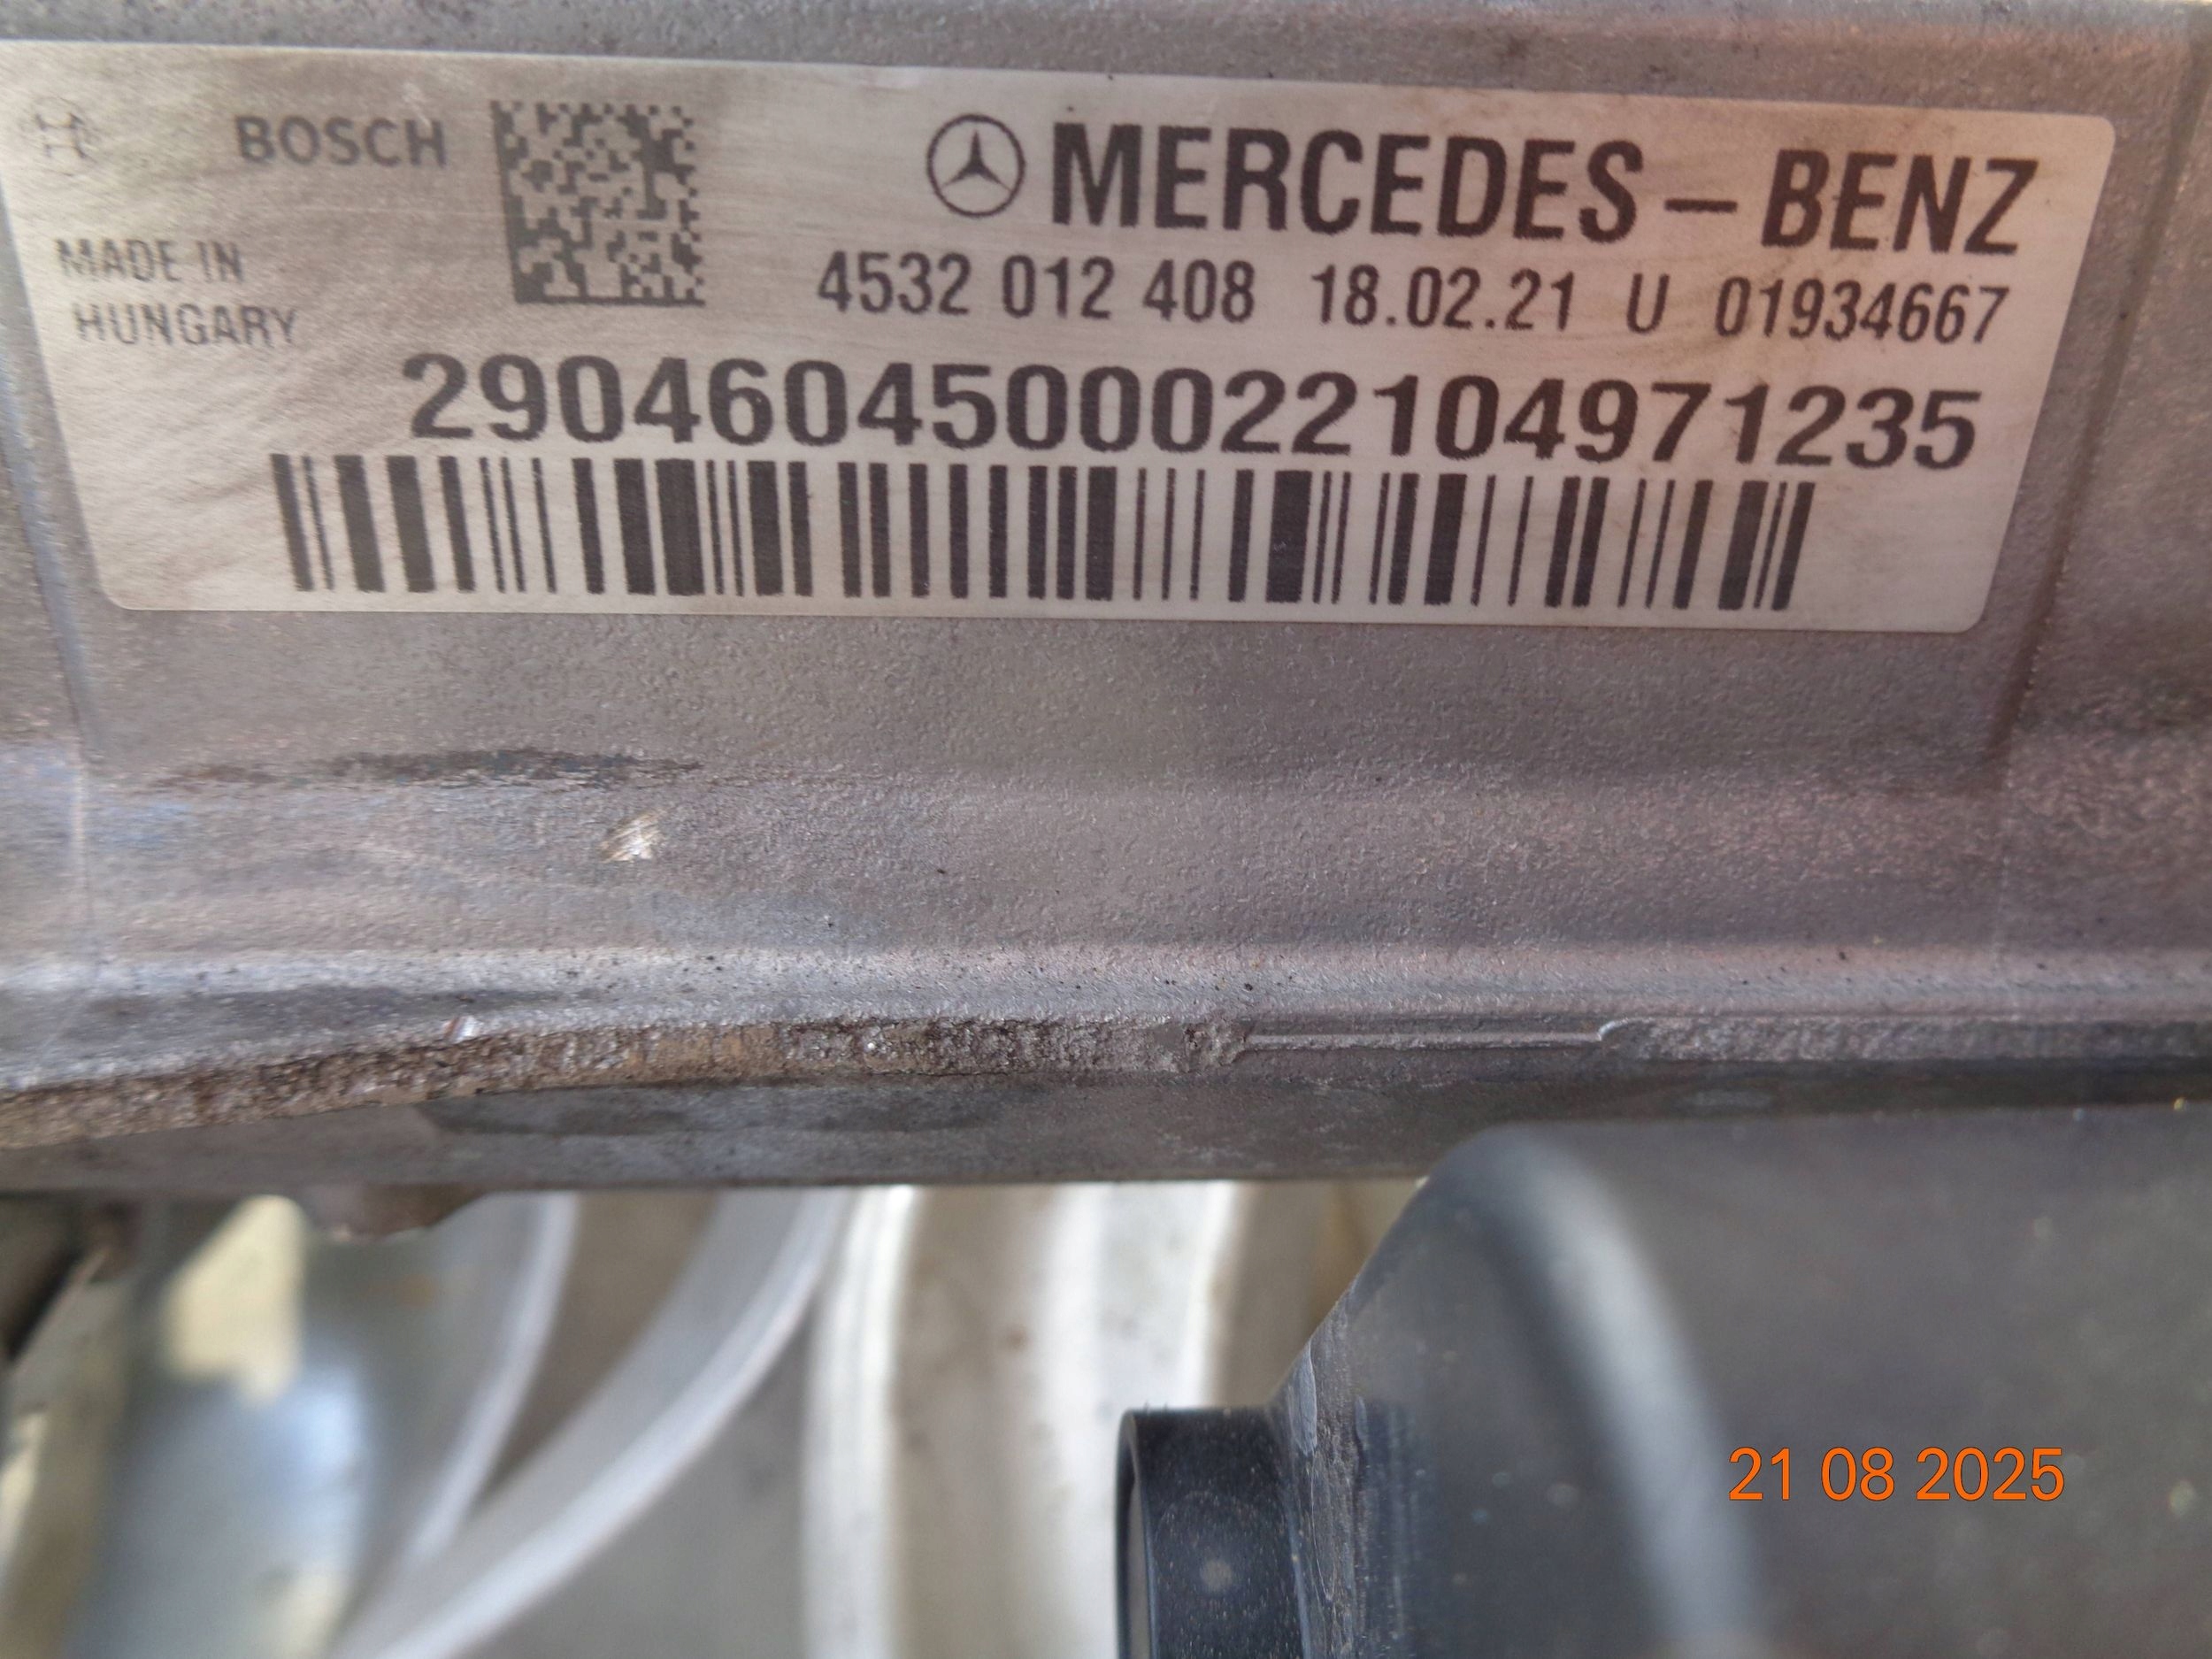 BOSCH
MADE IN
HUNGARY
MERCEDES-BENZ
4532 012 408 18.02.21 U 01934667
2904604500022104971235
21 08 2025